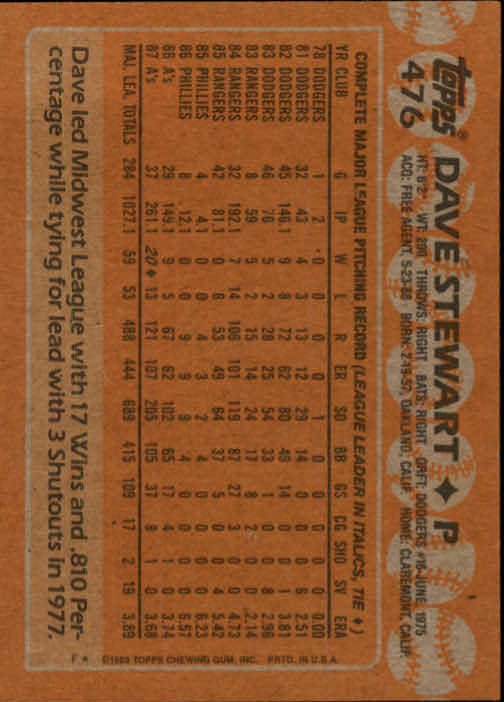 Topps® DAVE STEWART ♦ P
476 HT: 6'2" WT: 200 THROWS: RIGHT BATS: RIGHT DRFT: DODGERS #16-JUNE, 1975
ACQ: FREE AGENT, 5-23-86 BORN: 2-19-57, OAKLAND, CALIF. HOME: CLAREMONT, CALIF.
COMPLETE MAJOR LEAGUE PITCHING RECORD (LEAGUE LEADER IN ITALICS, TIE ♦)
YR CLUB G IP W L R ER SO BB GS CG SHO SV ERA
78 DODGERS 1 2 0 0 0 0 1 0 0 0 0 0 0.00
81 DODGERS 32 43 4 3 13 12 29 14 0 0 0 6 2.51
82 DODGERS 45 146.1 9 8 72 62 80 49 14 0 0 1 3.81
83 DODGERS 46 76 5 2 28 25 54 33 1 0 0 8 2.96
83 RANGERS 8 59 5 2 15 14 24 17 8 2 0 0 2.14
84 RANGERS 32 192.1 7 14 106 101 119 87 27 3 0 0 4.73
85 RANGERS 42 81.1 0 6 53 49 64 37 5 0 0 4 5.42
85 PHILLIES 4 4.1 0 0 4 3 2 4 0 0 0 0 6.23
86 PHILLIES 8 12.1 0 0 9 9 9 4 0 0 0 0 6.57
86 A's 29 149.1 9 5 67 62 102 65 17 4 1 0 3.74
87 A's 37 261.1 20♦ 13 121 107 205 105 37 8 1 0 3.68
MAJ. LEA. TOTALS 284 1027.1 59 53 488 444 689 415 109 17 2 19 3.89
Dave led Midwest League with 17 Wins and .810 Per-
centage while tying for lead with 3 Shutouts in 1977.
F★ ©1988 TOPPS CHEWING GUM, INC. PRTD. IN U.S.A.